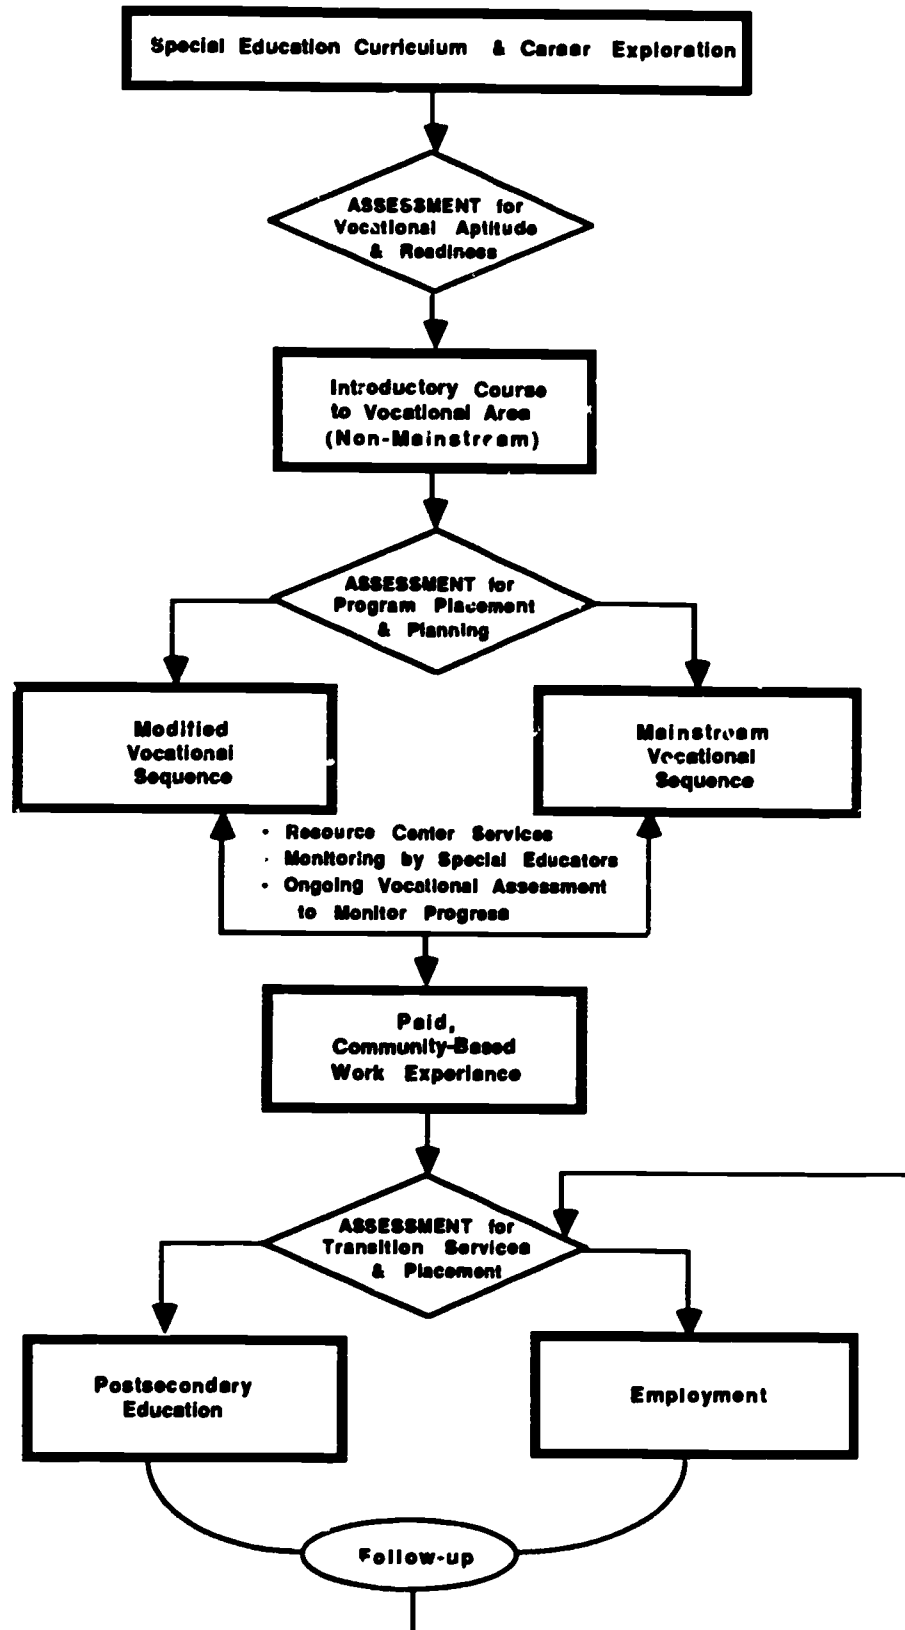 Special Education Curriculum & Career Exploration
ASSESSMENT for
Vocational Aptitude
& Readiness
Introductory Course
to Vocational Area
(Non-Mainstream)
ASSESSMENT for
Program Placement
& Planning
Modified
Vocational
Sequence
Mainstream
Vocational
Sequence
· Resource Center Services
· Monitoring by Special Educators
· Ongoing Vocational Assessment
to Monitor Progress
Paid,
Community-Based
Work Experience
ASSESSMENT for
Transition Services
& Placement
Postsecondary
Education
Employment
Follow-up